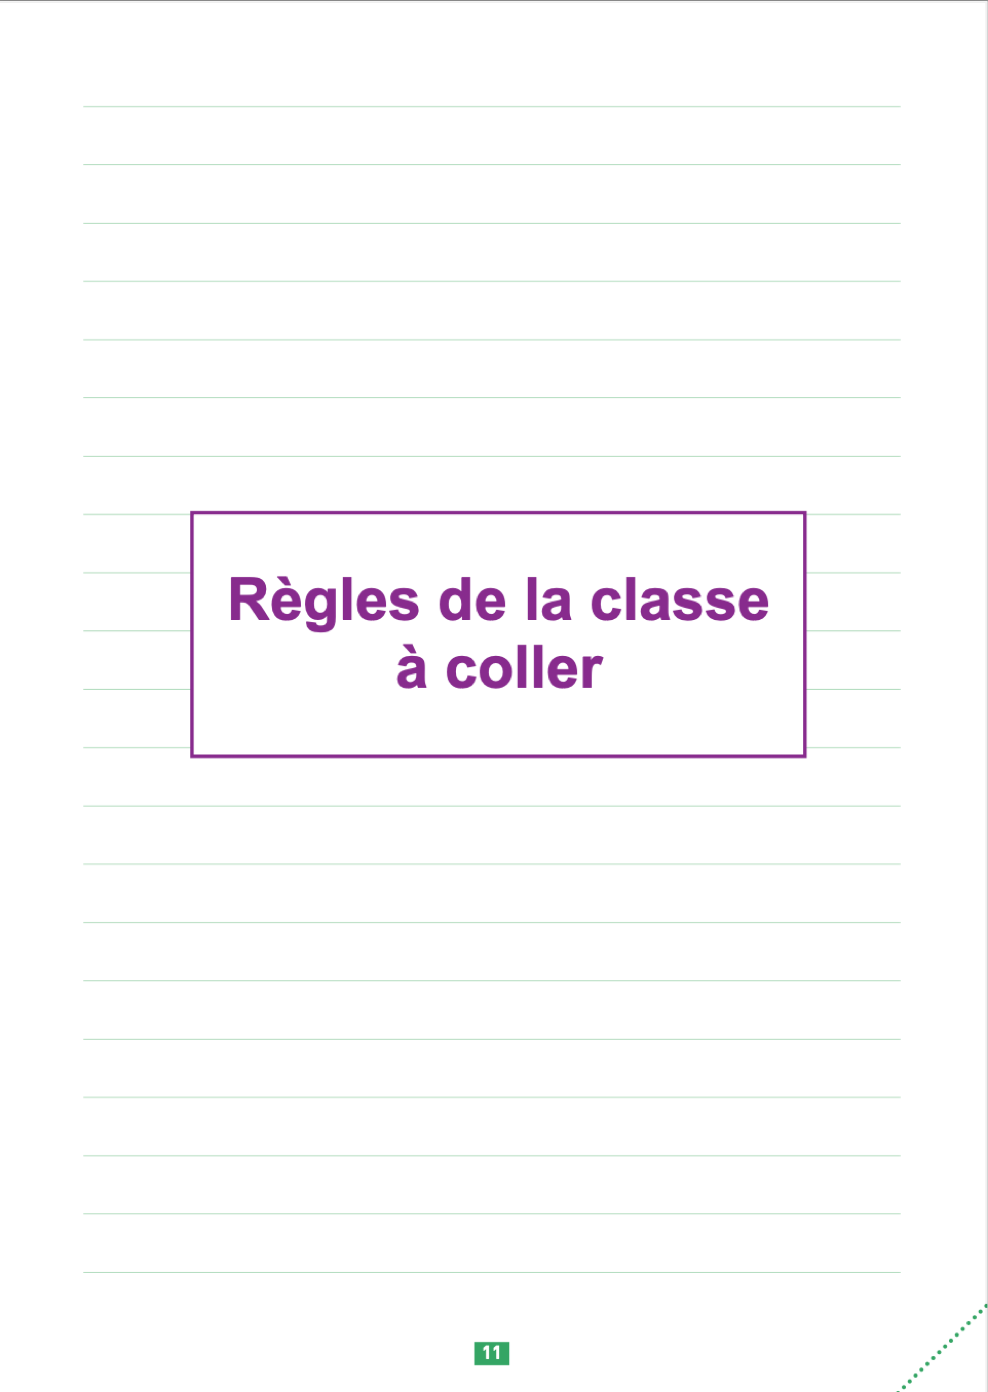 Règles de la classe
à coller
11